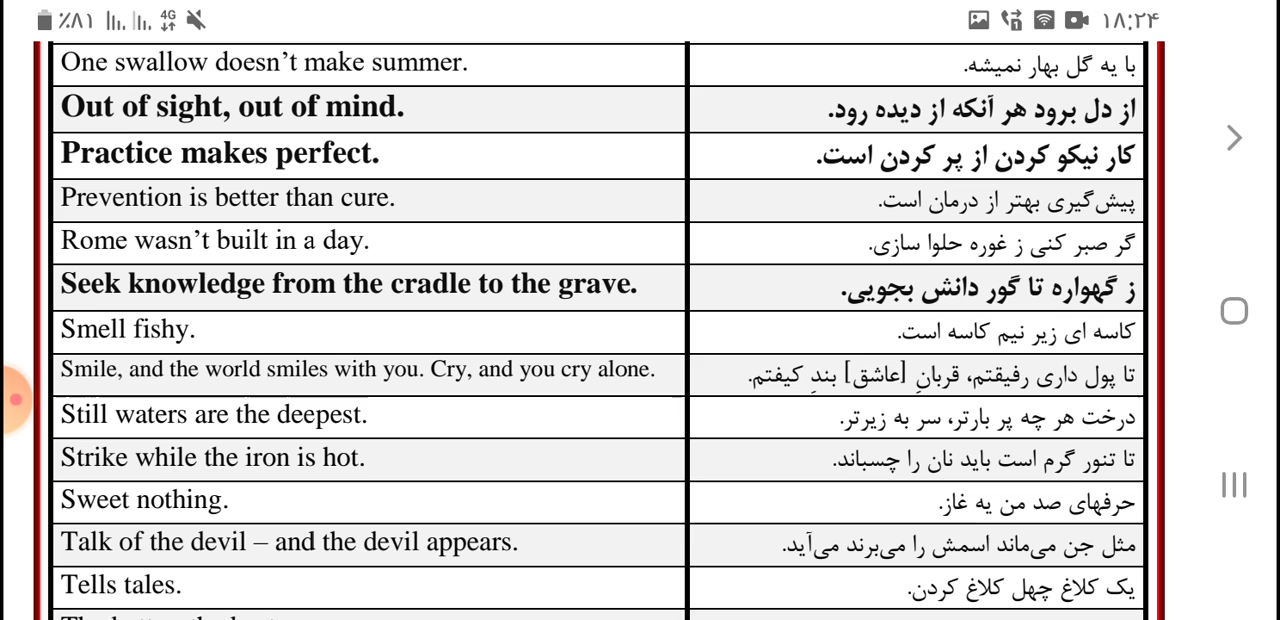 ٪۸۱ 4G ۱۸:۲۴
One swallow doesn’t make summer. با یه گل بهار نمیشه.
Out of sight, out of mind. از دل برود هر آنکه از دیده رود.
Practice makes perfect. کار نیکو کردن از پر کردن است.
Prevention is better than cure. پیش‌گیری بهتر از درمان است.
Rome wasn’t built in a day. گر صبر کنی ز غوره حلوا سازی.
Seek knowledge from the cradle to the grave. ز گهواره تا گور دانش بجویی.
Smell fishy. کاسه ای زیر نیم کاسه است.
Smile, and the world smiles with you. Cry, and you cry alone. تا پول داری رفیقتم، قربانِ [عاشق] بندِ کیفتم.
Still waters are the deepest. درخت هر چه پر بارتر، سر به زیرتر.
Strike while the iron is hot. تا تنور گرم است باید نان را چسباند.
Sweet nothing. حرفهای صد من یه غاز.
Talk of the devil – and the devil appears. مثل جن می‌ماند اسمش را می‌برند می‌آید.
Tells tales. یک کلاغ چهل کلاغ کردن.